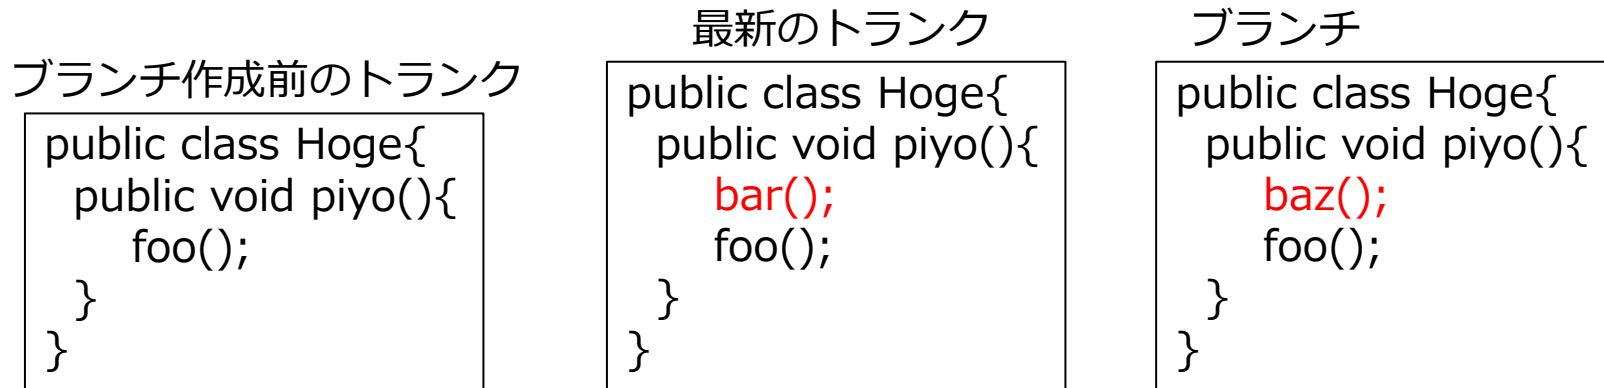 ブランチ作成前のトランク
public class Hoge{
public void piyo(){
foo();
}
}
最新のトランク
public class Hoge{
public void piyo(){
bar();
foo();
}
}
ブランチ
public class Hoge{
public void piyo(){
baz();
foo();
}
}